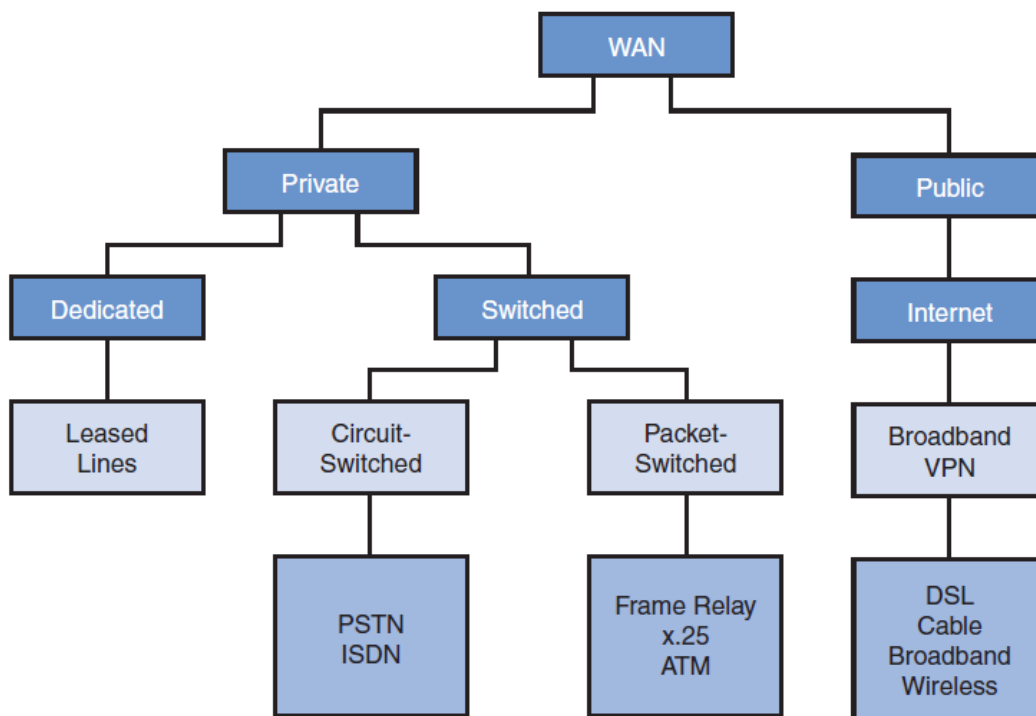 WAN
Private
Public
Dedicated
Switched
Internet
Leased
Lines
Circuit-
Switched
Packet-
Switched
Broadband
VPN
PSTN
ISDN
Frame Relay
x.25
ATM
DSL
Cable
Broadband
Wireless